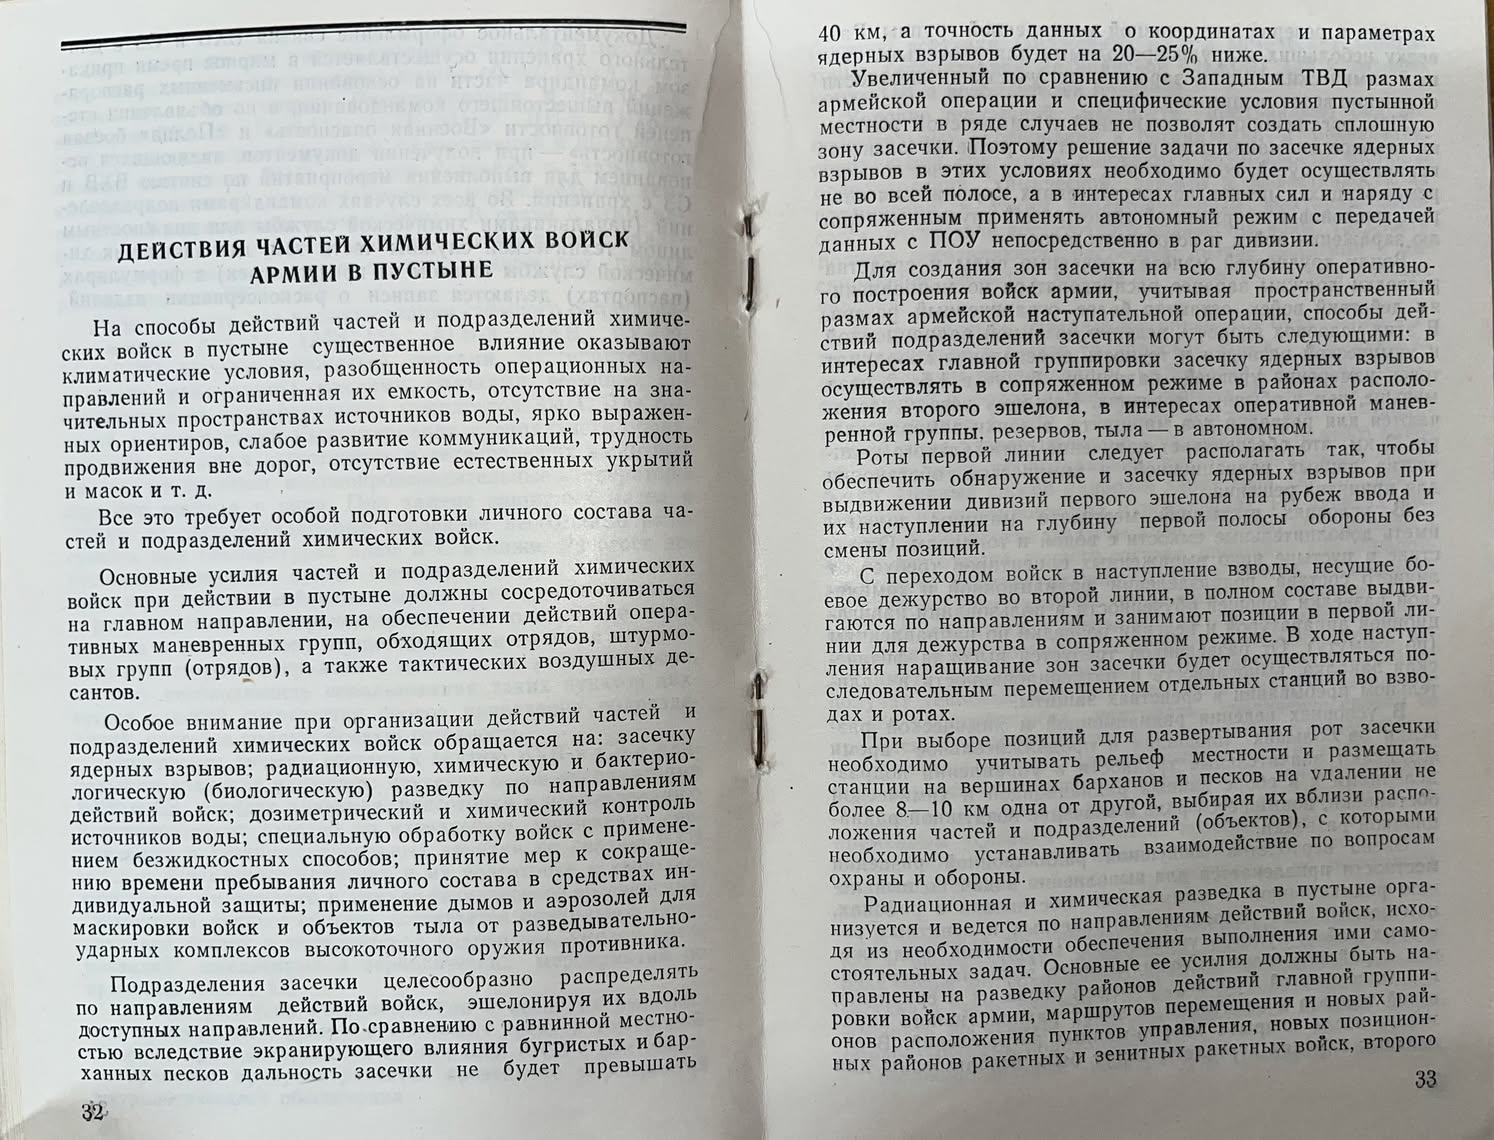 ДЕЙСТВИЯ ЧАСТЕЙ ХИМИЧЕСКИХ ВОЙСК
АРМИИ В ПУСТЫНЕ
На способы действий частей и подразделений химиче-
ских войск в пустыне существенное влияние оказывают
климатические условия, разобщенность операционных на-
правлений и ограниченная их емкость, отсутствие на зна-
чительных пространствах источников воды, ярко выражен-
ных ориентиров, слабое развитие коммуникаций, трудность
продвижения вне дорог, отсутствие естественных укрытий
и масок и т. д.
Все это требует особой подготовки личного состава ча-
стей и подразделений химических войск.
Основные усилия частей и подразделений химических
войск при действии в пустыне должны сосредоточиваться
на главном направлении, на обеспечении действий опера-
тивных маневренных групп, обходящих отрядов, штурмо-
вых групп (отрядов), а также тактических воздушных де-
сантов.
Особое внимание при организации действий частей и
подразделений химических войск обращается на: засечку
ядерных взрывов; радиационную, химическую и бактерио-
логическую (биологическую) разведку по направлениям
действий войск; дозиметрический и химический контроль
источников воды; специальную обработку войск с примене-
нием безжидкостных способов; принятие мер к сокраще-
нию времени пребывания личного состава в средствах ин-
дивидуальной защиты; применение дымов и аэрозолей для
маскировки войск и объектов тыла от разведывательно-
ударных комплексов высокоточного оружия противника.
Подразделения засечки целесообразно распределять
по направлениям действий войск, эшелонируя их вдоль
доступных направлений. По сравнению с равнинной местно-
стью вследствие экранирующего влияния бугристых и бар-
ханных песков дальность засечки не будет превышать
32
40 км, а точность данных о координатах и параметрах
ядерных взрывов будет на 20—25% ниже.
Увеличенный по сравнению с Западным ТВД размах
армейской операции и специфические условия пустынной
местности в ряде случаев не позволят создать сплошную
зону засечки. Поэтому решение задачи по засечке ядерных
взрывов в этих условиях необходимо будет осуществлять
не во всей полосе, а в интересах главных сил и наряду с
сопряженным применять автономный режим с передачей
данных с ПОУ непосредственно в раг дивизии.
Для создания зон засечки на всю глубину оперативно-
го построения войск армии, учитывая пространственный
размах армейской наступательной операции, способы дей-
ствий подразделений засечки могут быть следующими: в
интересах главной группировки засечку ядерных взрывов
осуществлять в сопряженном режиме в районах располо-
жения второго эшелона, в интересах оперативной манев-
ренной группы. резервов, тыла — в автономном.
Роты первой линии следует располагать так, чтобы
обеспечить обнаружение и засечку ядерных взрывов при
выдвижении дивизий первого эшелона на рубеж ввода и
их наступлении на глубину первой полосы обороны без
смены позиций.
С переходом войск в наступление взводы, несущие бо-
евое дежурство во второй линии, в полном составе выдви-
гаются по направлениям и занимают позиции в первой ли-
нии для дежурства в сопряженном режиме. В ходе наступ-
ления наращивание зон засечки будет осуществляться по-
следовательным перемещением отдельных станций во взво-
дах и ротах.
При выборе позиций для развертывания рот засечки
необходимо учитывать рельеф местности и размещать
станции на вершинах барханов и песков на удалении не
более 8—10 км одна от другой, выбирая их вблизи распо-
ложения частей и подразделений (объектов), с которыми
необходимо устанавливать взаимодействие по вопросам
охраны и обороны.
Радиационная и химическая разведка в пустыне орга-
низуется и ведется по направлениям действий войск, исхо-
дя из необходимости обеспечения выполнения ими само-
стоятельных задач. Основные ее усилия должны быть на-
правлены на разведку районов действий главной группи-
ровки войск армии, маршрутов перемещения и новых рай-
онов расположения пунктов управления, новых позицион-
ных районов ракетных и зенитных ракетных войск, второго
33